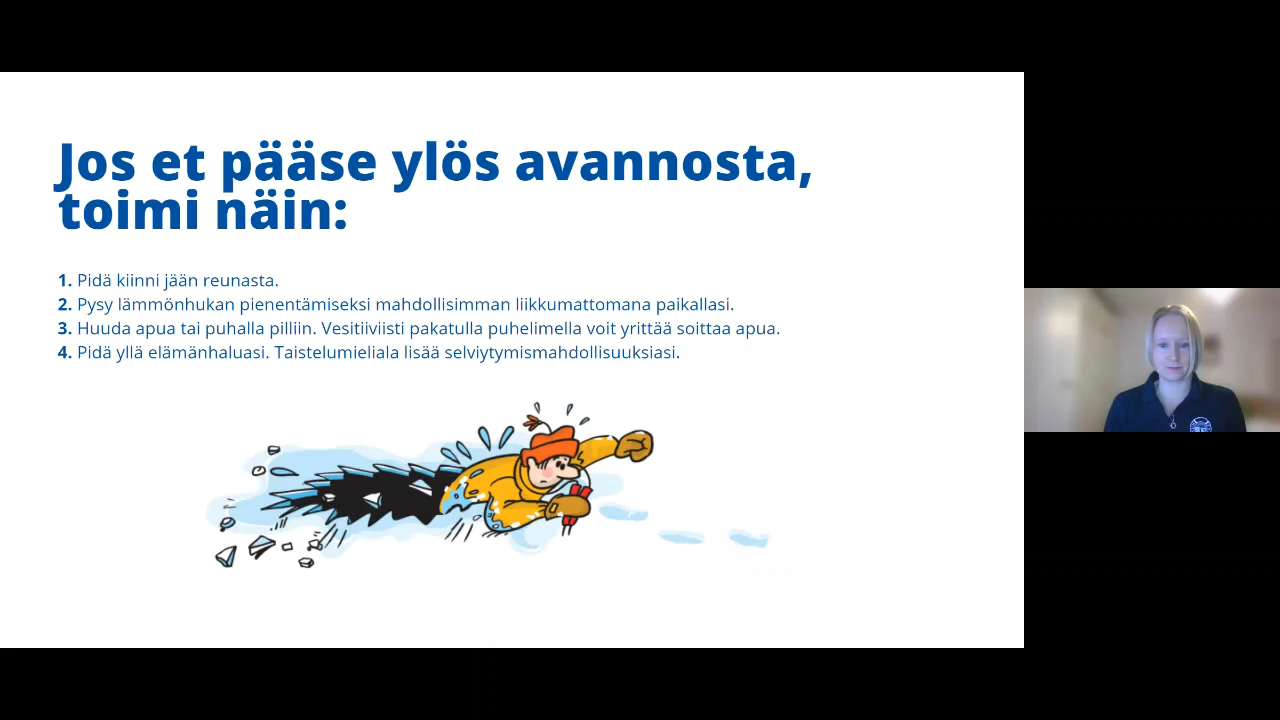 Jos et pääse ylös avannosta,
toimi näin:
1. Pidä kiinni jään reunasta.
2. Pysy lämmönhukan pienentämiseksi mahdollisimman liikkumattomana paikallasi.
3. Huuda apua tai puhalla pilliin. Vesitiiviisti pakatulla puhelimella voit yrittää soittaa apua.
4. Pidä yllä elämänhaluasi. Taistelumieliala lisää selviytymismahdollisuuksiasi.